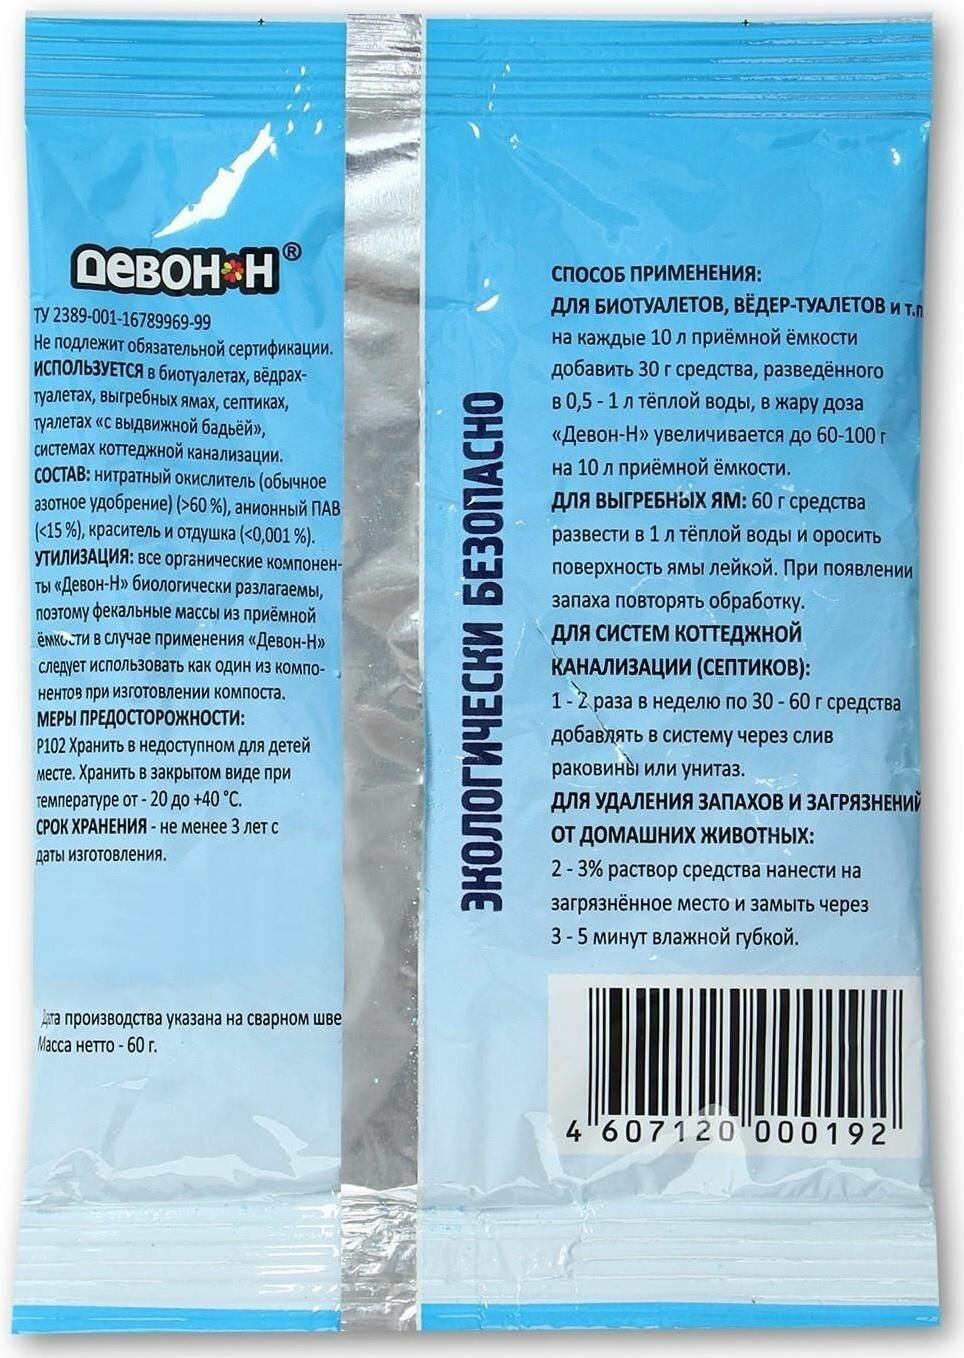 ДЕВОН-Н®
ТУ 2389-001-16789969-99
Не подлежит обязательной сертификации.
ИСПОЛЬЗУЕТСЯ в биотуалетах, вёдрах-
туалетах, выгребных ямах, септиках,
туалетах «с выдвижной бадьёй»,
системах коттеджной канализации.
СОСТАВ: нитратный окислитель (обычное
азотное удобрение) (>60 %), анионный ПАВ
(<15 %), краситель и отдушка (<0,001 %).
УТИЛИЗАЦИЯ: все органические компонен-
ты «Девон-Н» биологически разлагаемы,
поэтому фекальные массы из приёмной
ёмкости в случае применения «Девон-Н»
следует использовать как один из компо-
нентов при изготовлении компоста.
МЕРЫ ПРЕДОСТОРОЖНОСТИ:
Р102 Хранить в недоступном для детей
месте. Хранить в закрытом виде при
температуре от - 20 до +40 °С.
СРОК ХРАНЕНИЯ - не менее 3 лет с
даты изготовления.
Дата производства указана на сварном шве
Масса нетто - 60 г.
ЭКОЛОГИЧЕСКИ БЕЗОПАСНО
СПОСОБ ПРИМЕНЕНИЯ:
ДЛЯ БИОТУАЛЕТОВ, ВЁДЕР-ТУАЛЕТОВ и т.п
на каждые 10 л приёмной ёмкости
добавить 30 г средства, разведённого
в 0,5 - 1 л тёплой воды, в жару доза
«Девон-Н» увеличивается до 60-100 г
на 10 л приёмной ёмкости.
ДЛЯ ВЫГРЕБНЫХ ЯМ: 60 г средства
развести в 1 л тёплой воды и оросить
поверхность ямы лейкой. При появлении
запаха повторять обработку.
ДЛЯ СИСТЕМ КОТТЕДЖНОЙ
КАНАЛИЗАЦИИ (СЕПТИКОВ):
1 - 2 раза в неделю по 30 - 60 г средства
добавлять в систему через слив
раковины или унитаз.
ДЛЯ УДАЛЕНИЯ ЗАПАХОВ И ЗАГРЯЗНЕНИЙ
ОТ ДОМАШНИХ ЖИВОТНЫХ:
2 - 3% раствор средства нанести на
загрязнённое место и замыть через
3 - 5 минут влажной губкой.
4 607120 000192